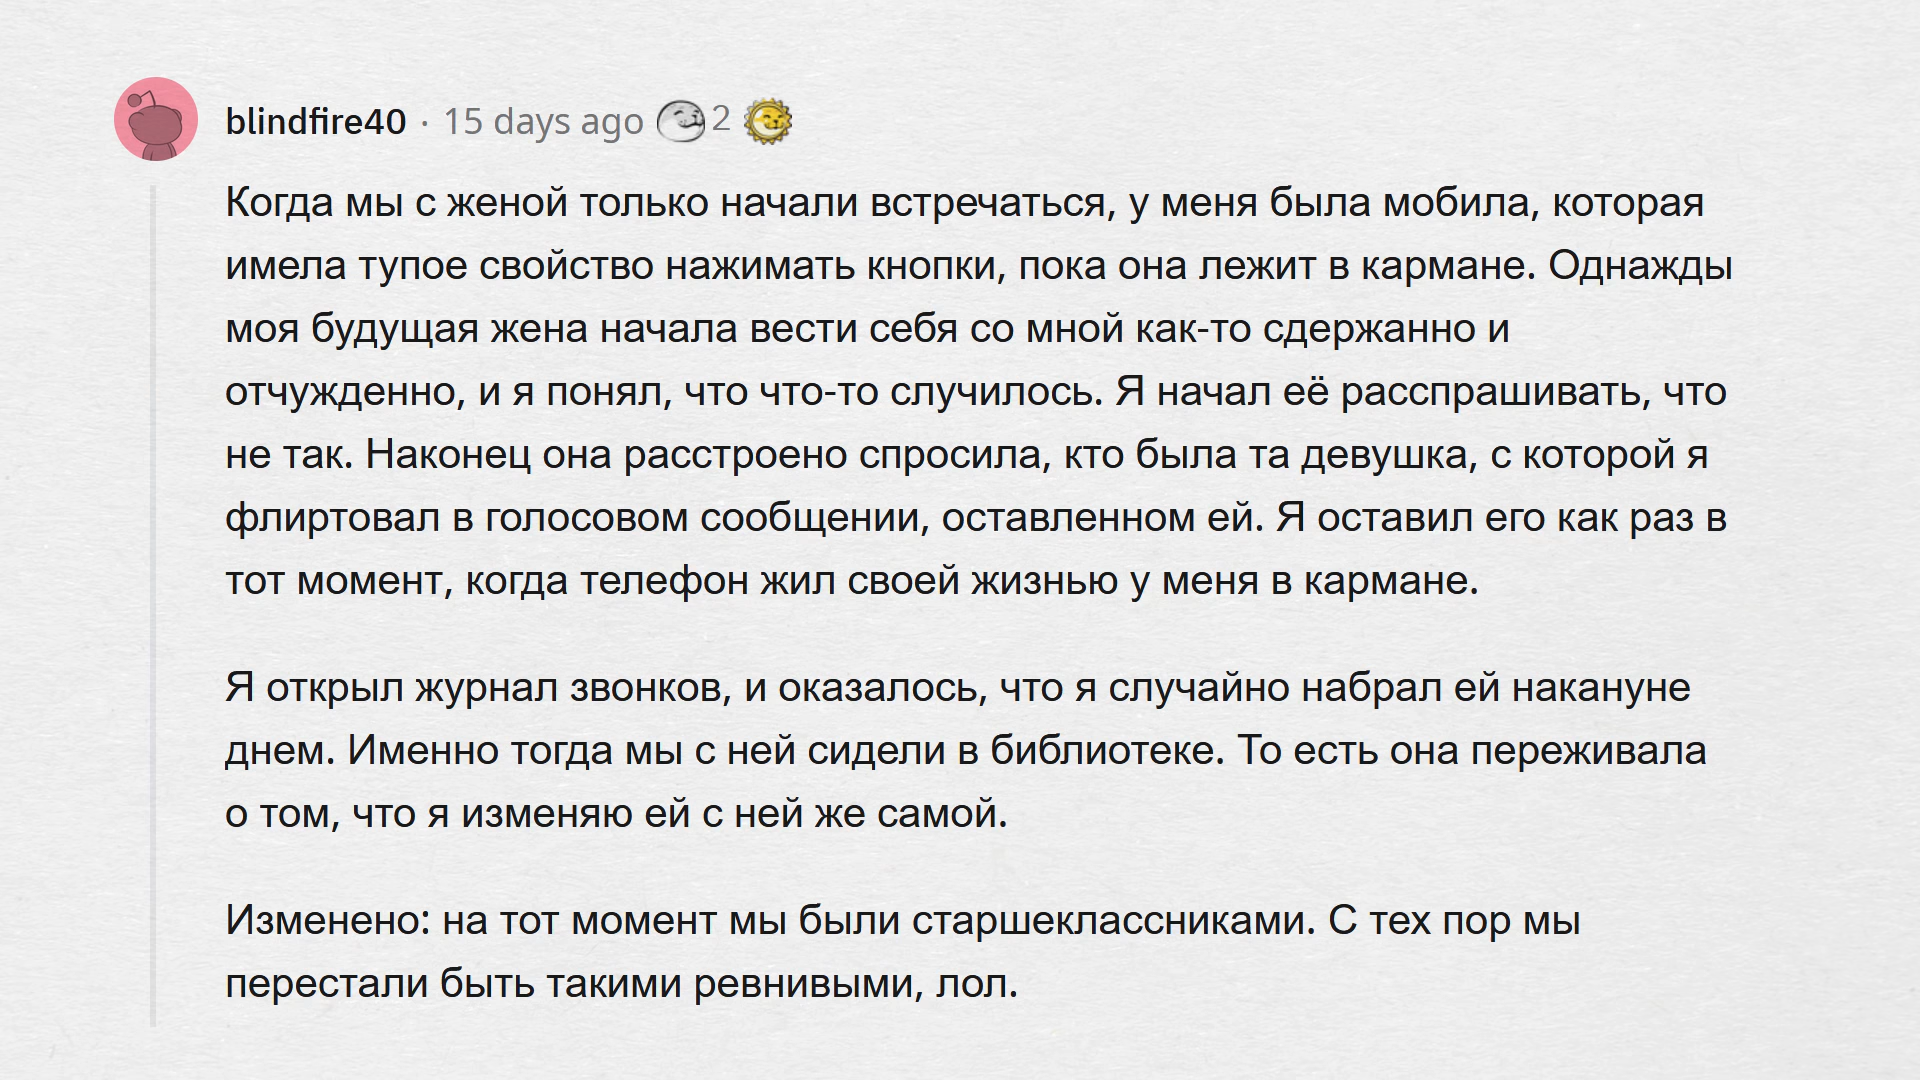 blindfire40 · 15 days ago 2
Когда мы с женой только начали встречаться, у меня была мобила, которая
имела тупое свойство нажимать кнопки, пока она лежит в кармане. Однажды
моя будущая жена начала вести себя со мной как-то сдержанно и
отчужденно, и я понял, что что-то случилось. Я начал её расспрашивать, что
не так. Наконец она расстроено спросила, кто была та девушка, с которой я
флиртовал в голосовом сообщении, оставленном ей. Я оставил его как раз в
тот момент, когда телефон жил своей жизнью у меня в кармане.
Я открыл журнал звонков, и оказалось, что я случайно набрал ей накануне
днем. Именно тогда мы с ней сидели в библиотеке. То есть она переживала
о том, что я изменяю ей с ней же самой.
Изменено: на тот момент мы были старшеклассниками. С тех пор мы
перестали быть такими ревнивыми, лол.